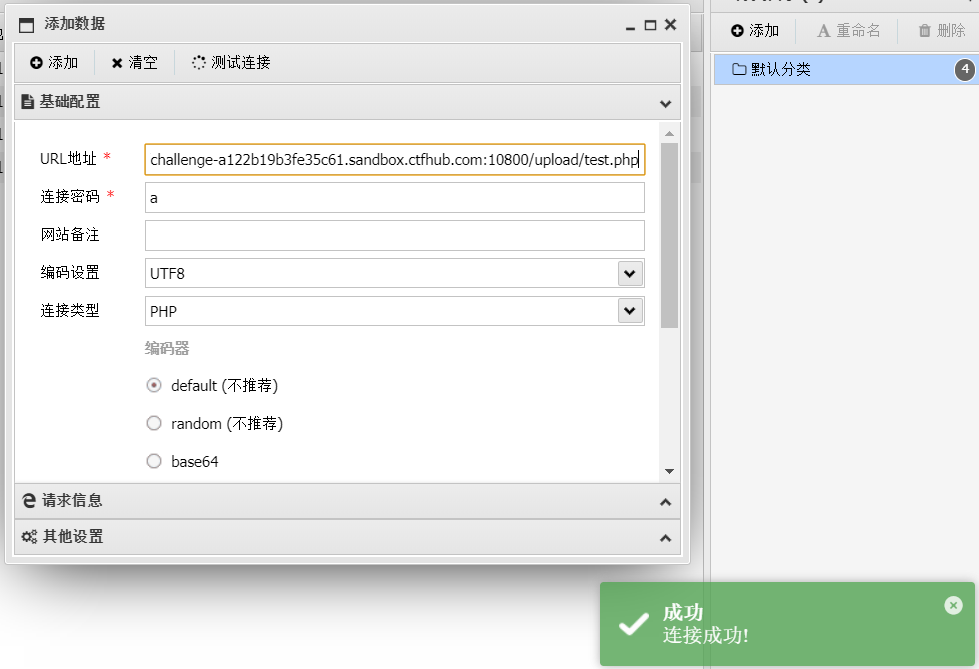 添加数据
添加 清空 测试连接
基础配置
URL地址 * challenge-a122b19b3fe35c61.sandbox.ctfhub.com:10800/upload/test.php
连接密码 * a
网站备注
编码设置 UTF8
连接类型 PHP
编码器
default (不推荐)
random (不推荐)
base64
请求信息
其他设置
添加 A 重命名 删除
默认分类 4
成功
连接成功!